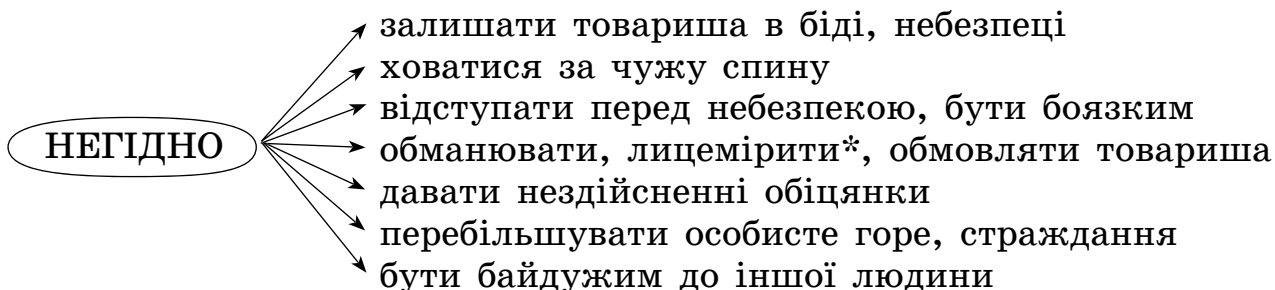 залишати товариша в біді, небезпеці
ховатися за чужу спину
відступати перед небезпекою, бути боязким
НЕГІДНО
обманювати, лицемірити*, обмовляти товариша
давати нездійсненні обіцянки
перебільшувати особисте горе, страждання
бути байдужим до іншої людини